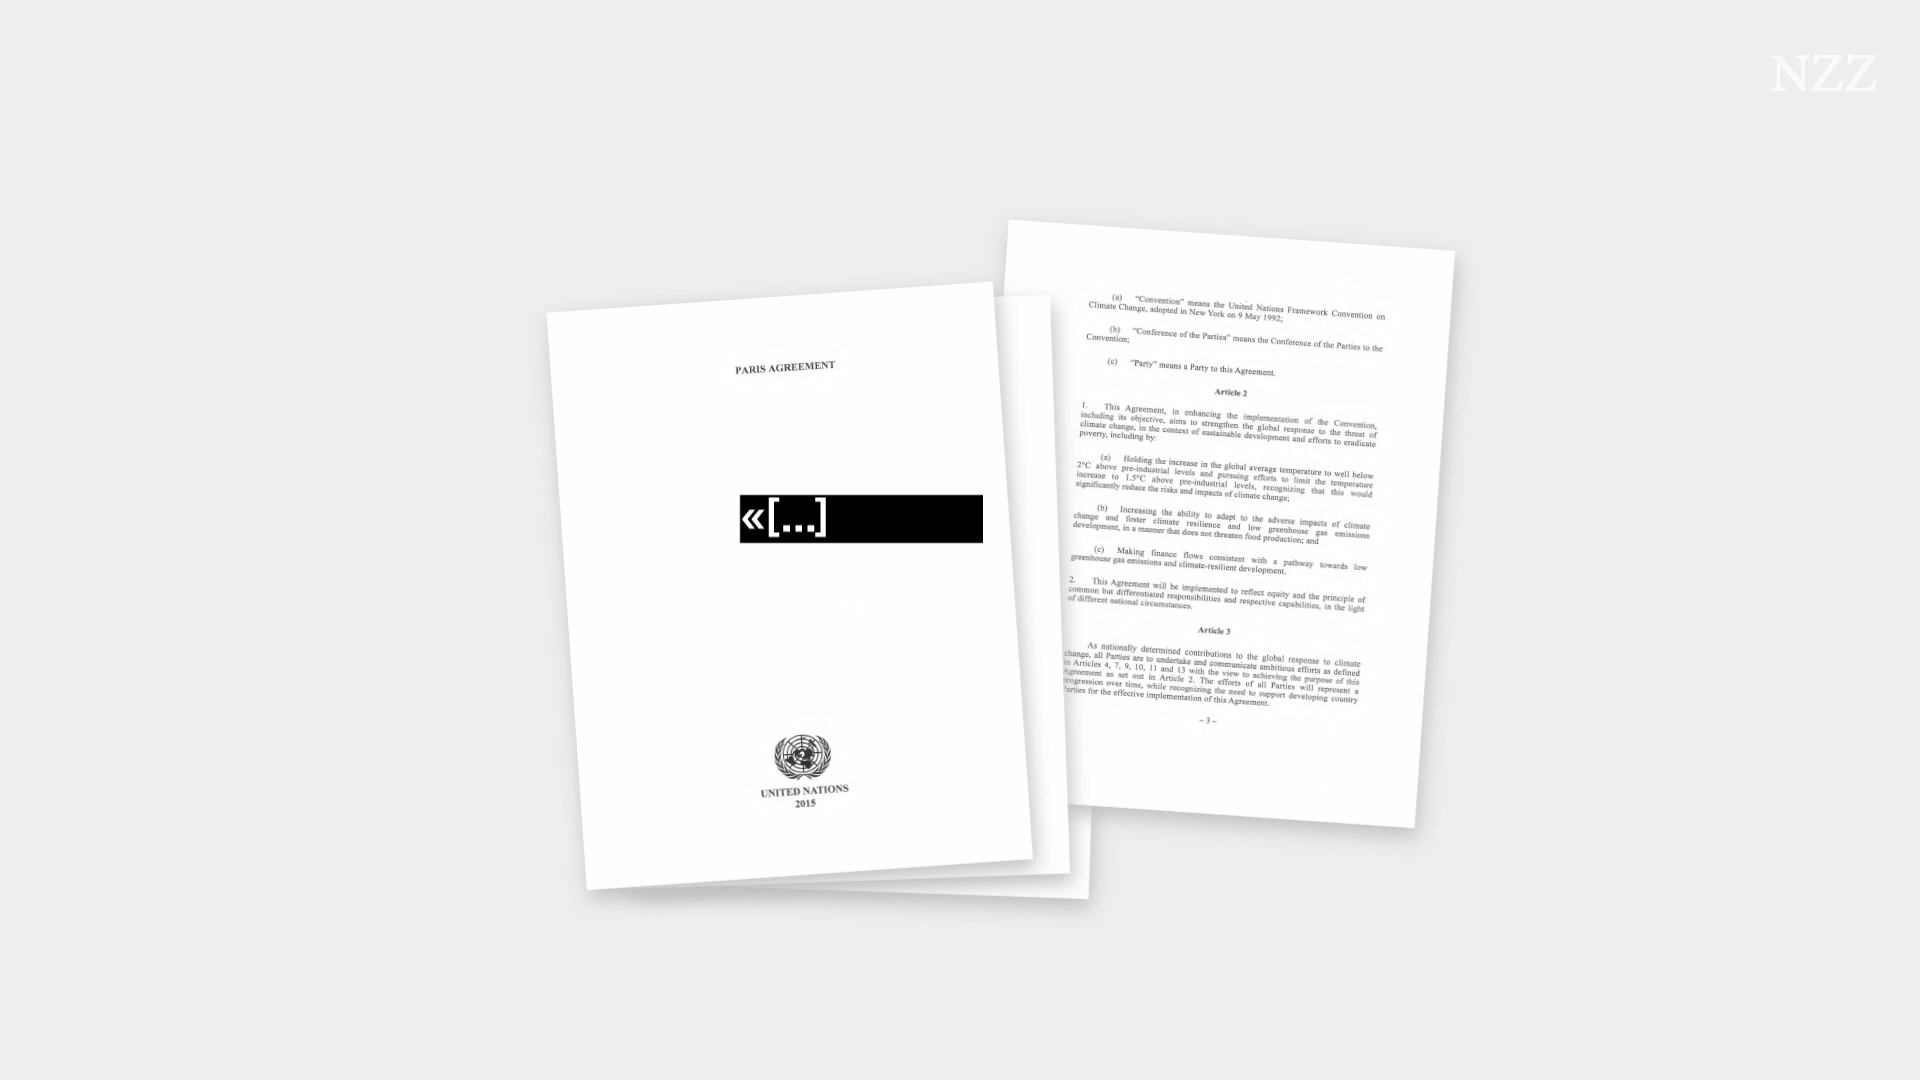 NZZ
PARIS AGREEMENT
«[...]
UNITED NATIONS
2015
(a) “Convention” means the United Nations Framework Convention on
Climate Change, adopted in New York on 9 May 1992;
(b) “Conference of the Parties” means the Conference of the Parties to the
Convention;
(c) “Party” means a Party to this Agreement.
Article 2
1. This Agreement, in enhancing the implementation of the Convention,
including its objective, aims to strengthen the global response to the threat of
climate change, in the context of sustainable development and efforts to eradicate
poverty, including by:
(a) Holding the increase in the global average temperature to well below
2°C above pre-industrial levels and pursuing efforts to limit the temperature
increase to 1.5°C above pre-industrial levels, recognizing that this would
significantly reduce the risks and impacts of climate change;
(b) Increasing the ability to adapt to the adverse impacts of climate
change and foster climate resilience and low greenhouse gas emissions
development, in a manner that does not threaten food production; and
(c) Making finance flows consistent with a pathway towards low
greenhouse gas emissions and climate-resilient development.
2. This Agreement will be implemented to reflect equity and the principle of
common but differentiated responsibilities and respective capabilities, in the light
of different national circumstances.
Article 3
As nationally determined contributions to the global response to climate
change, all Parties are to undertake and communicate ambitious efforts as defined
in Articles 4, 7, 9, 10, 11 and 13 with the view to achieving the purpose of this
Agreement as set out in Article 2. The efforts of all Parties will represent a
progression over time, while recognizing the need to support developing country
Parties for the effective implementation of this Agreement.
– 3 –